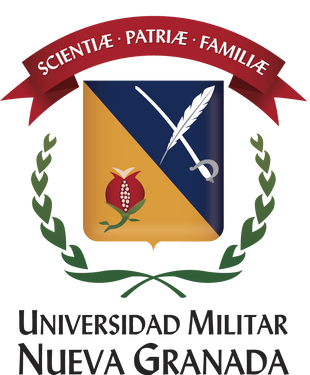 SCIENTIÆ · PATRIÆ · FAMILIÆ
UNIVERSIDAD MILITAR
NUEVA GRANADA